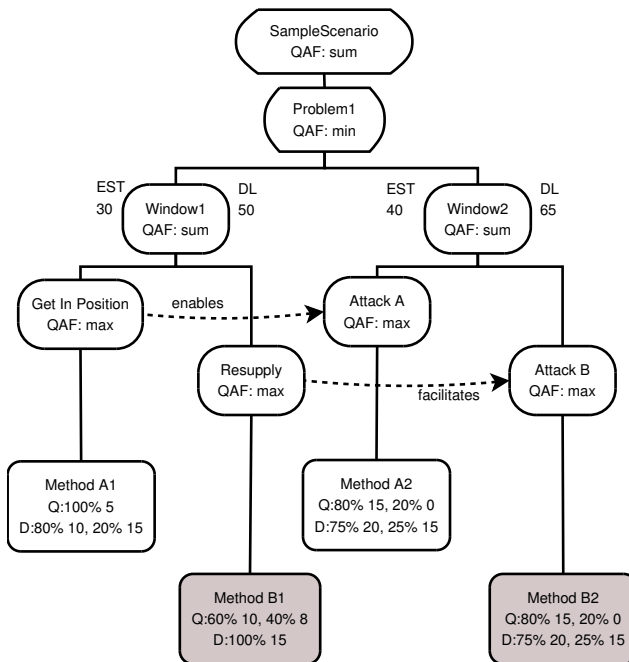 SampleScenario
QAF: sum
Problem1
QAF: min
EST
30
Window1
QAF: sum
DL
50
EST
40
Window2
QAF: sum
DL
65
Get In Position
QAF: max
enables
Attack A
QAF: max
Resupply
QAF: max
facilitates
Attack B
QAF: max
Method A1
Q:100% 5
D:80% 10, 20% 15
Method A2
Q:80% 15, 20% 0
D:75% 20, 25% 15
Method B1
Q:60% 10, 40% 8
D:100% 15
Method B2
Q:80% 15, 20% 0
D:75% 20, 25% 15